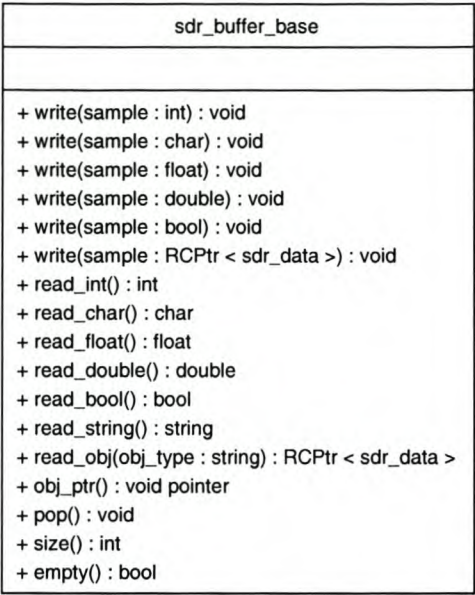 sdr_buffer_base
+ write(sample : int) : void
+ write(sample : char) : void
+ write(sample : float) : void
+ write(sample : double) : void
+ write(sample : bool) : void
+ write(sample : RCPtr < sdr_data >) : void
+ read_int() : int
+ read_char() : char
+ read_float() : float
+ read_double() : double
+ read_bool() : bool
+ read_string() : string
+ read_obj(obj_type : string) : RCPtr < sdr_data >
+ obj_ptr() : void pointer
+ pop() : void
+ size() : int
+ empty() : bool